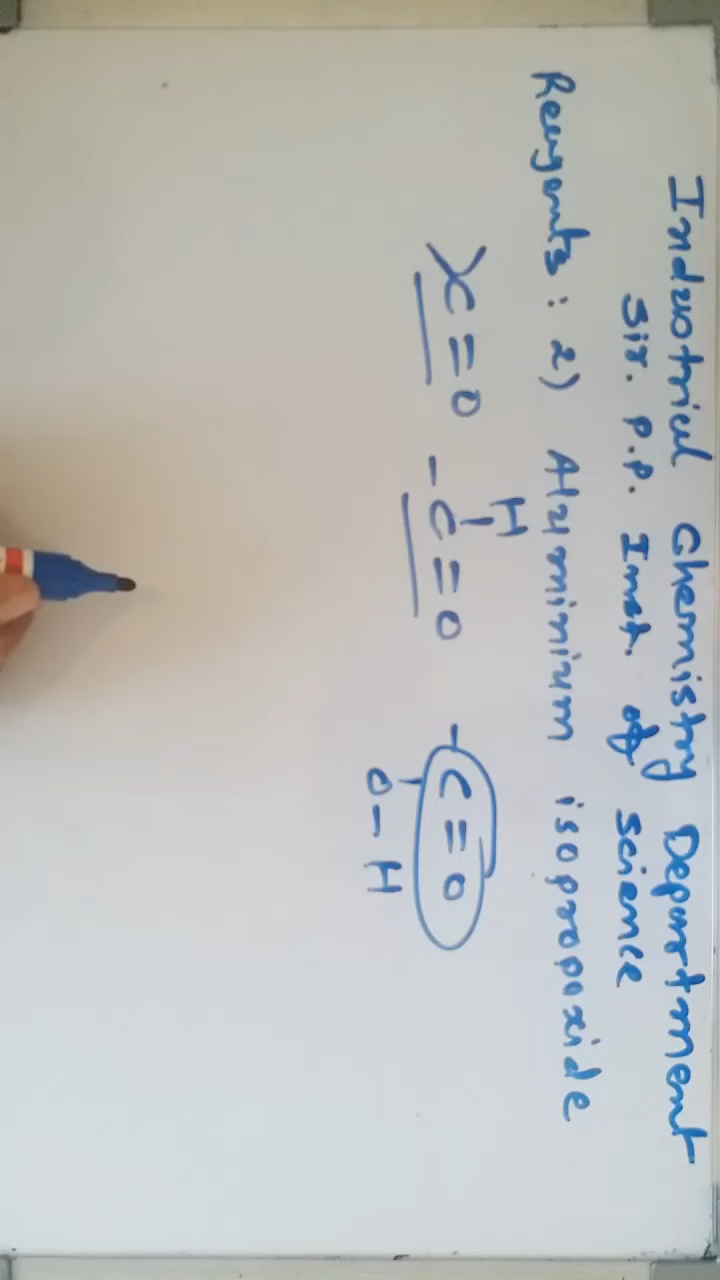 Industrial Chemistry Department
Sir. P.P. Inst. of Science
Reagents : 2) Aluminium isopropoxide
H
>C=O -C=O -C=O
O-H